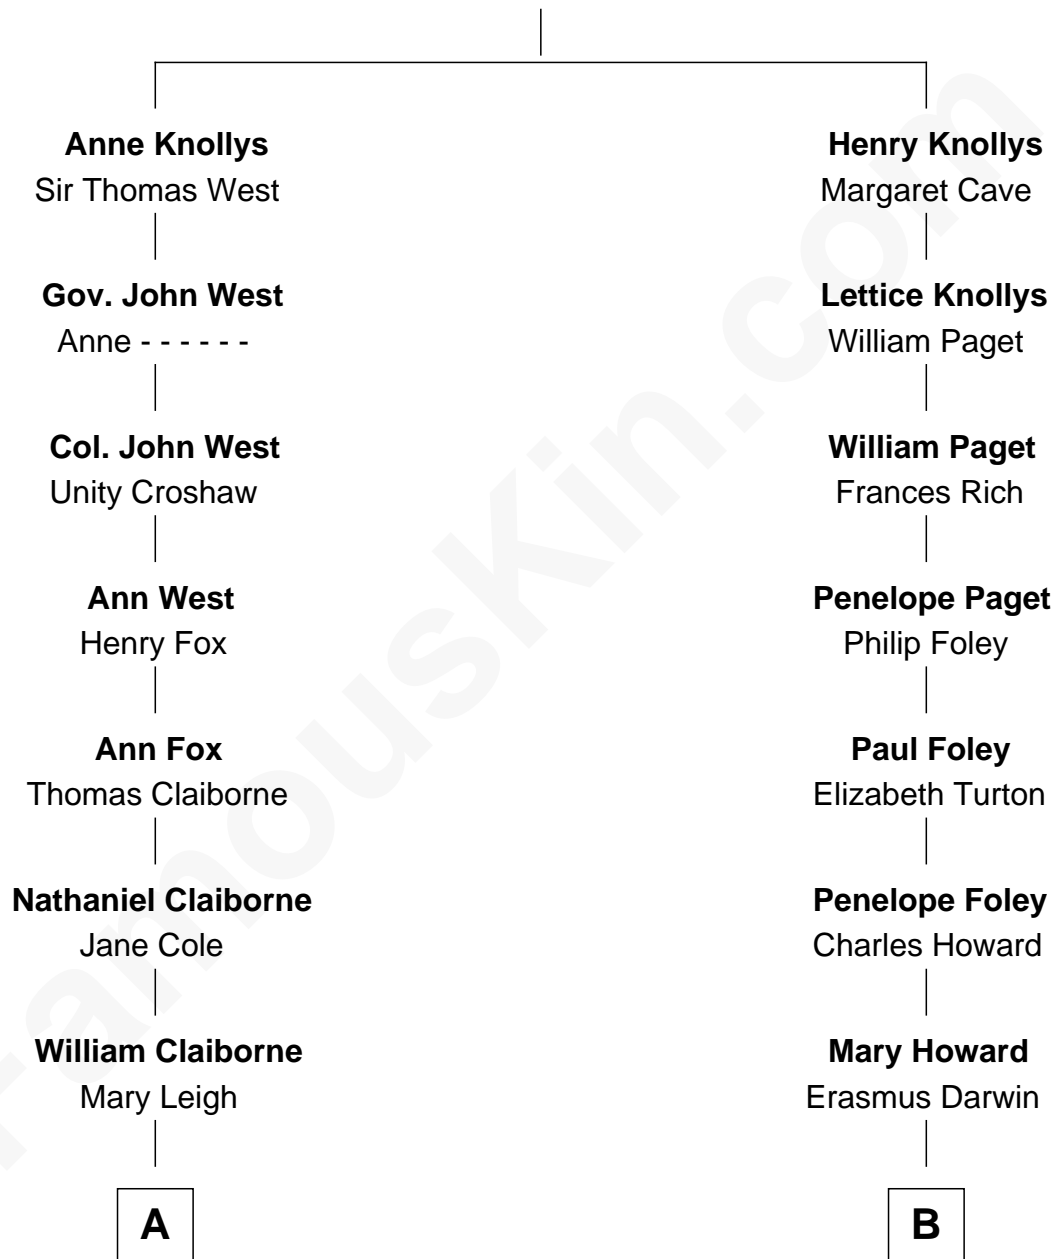 Anne Knollys
Sir Thomas West
Henry Knollys
Margaret Cave
Gov. John West
Anne - - - - - -
Lettice Knollys
William Paget
Col. John West
Unity Croshaw
William Paget
Frances Rich
Ann West
Henry Fox
Penelope Paget
Philip Foley
Ann Fox
Thomas Claiborne
Paul Foley
Elizabeth Turton
Nathaniel Claiborne
Jane Cole
Penelope Foley
Charles Howard
William Claiborne
Mary Leigh
Mary Howard
Erasmus Darwin
A
B
FamousKin.com